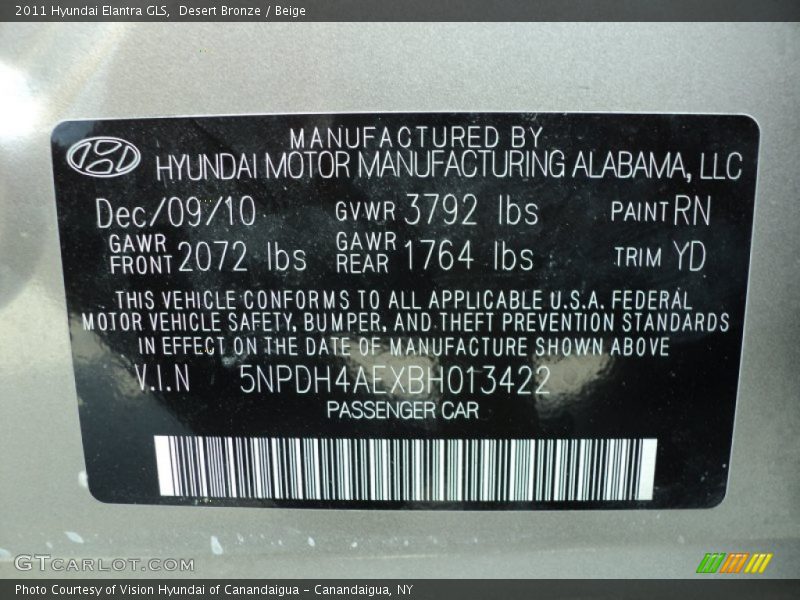 2011 Hyundai Elantra GLS,  Desert Bronze / Beige
MANUFACTURED BY
HYUNDAI MOTOR MANUFACTURING ALABAMA, LLC
Dec/09/10 GVWR 3792 lbs PAINT RN
GAWR FRONT 2072 lbs GAWR REAR 1764 lbs TRIM YD
THIS VEHICLE CONFORMS TO ALL APPLICABLE U.S.A. FEDERAL
MOTOR VEHICLE SAFETY, BUMPER, AND THEFT PREVENTION STANDARDS
IN EFFECT ON THE DATE OF MANUFACTURE SHOWN ABOVE
V.I.N 5NPDH4AEXBH013422
PASSENGER CAR
GTCARLOT.COM
Photo Courtesy of Vision Hyundai of Canandaigua - Canandaigua, NY